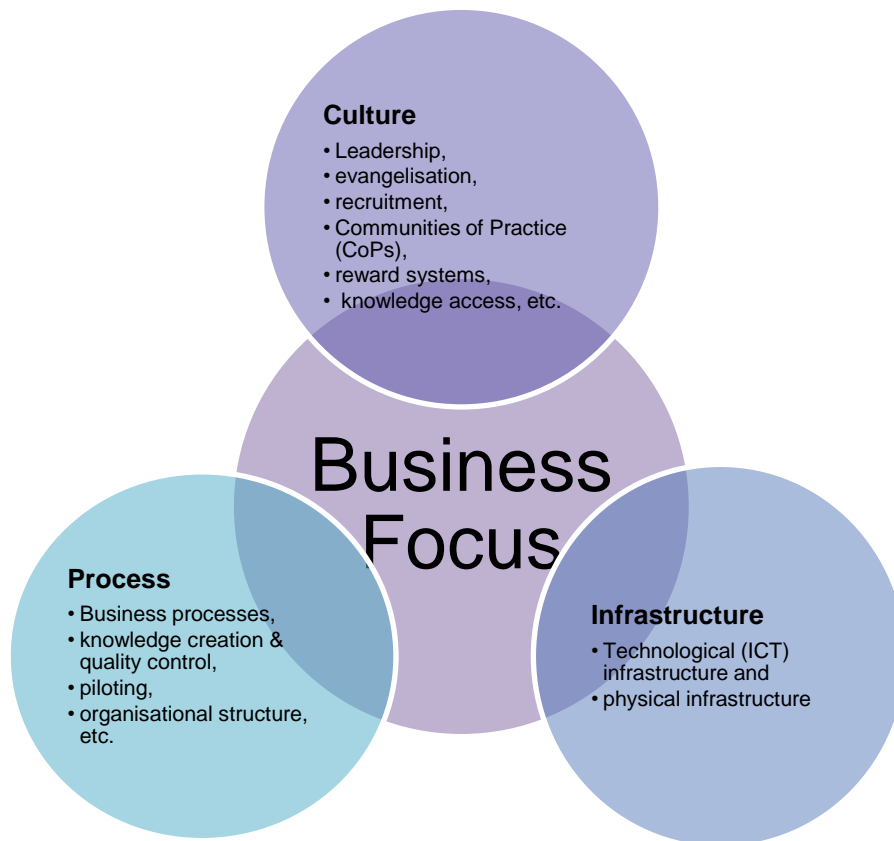 Culture
• Leadership,
• evangelisation,
• recruitment,
• Communities of Practice
(CoPs),
• reward systems,
• knowledge access, etc.
Business
Focus
Process
• Business processes,
• knowledge creation &
quality control,
• piloting,
• organisational structure,
etc.
Infrastructure
• Technological (ICT)
infrastructure and
• physical infrastructure